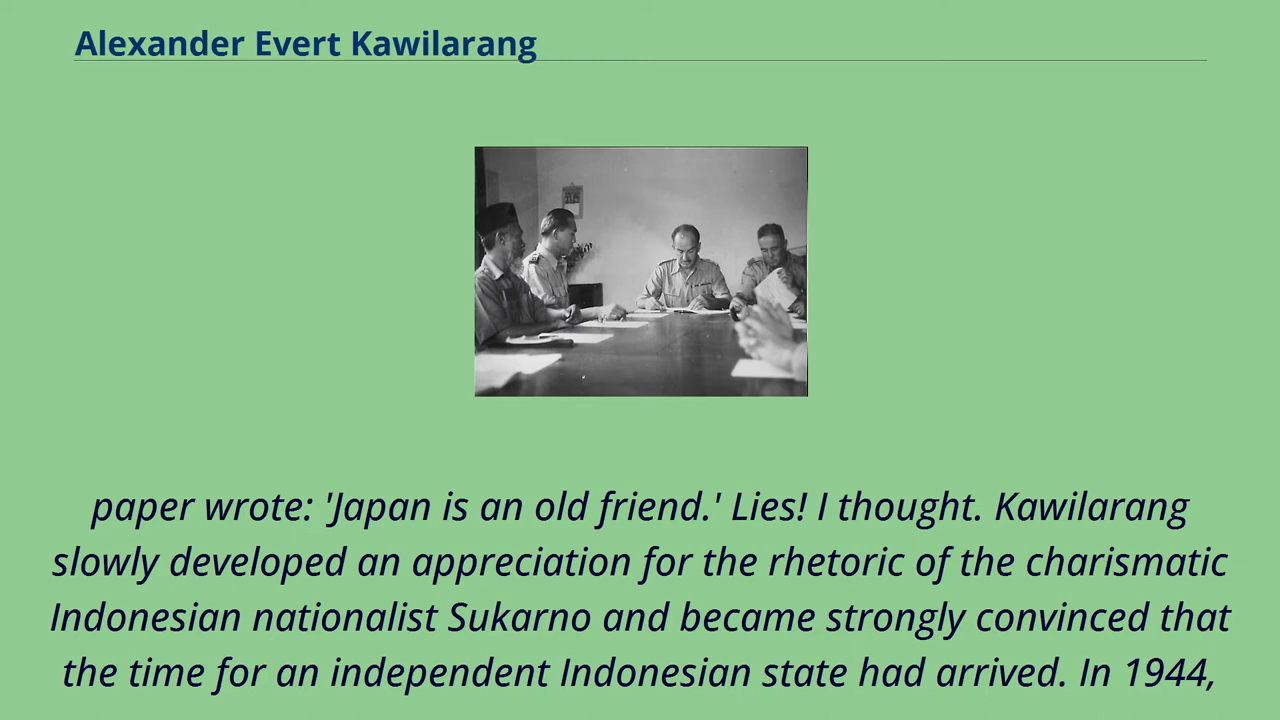 Alexander Evert Kawilarang
paper wrote: 'Japan is an old friend.' Lies! I thought. Kawilarang
slowly developed an appreciation for the rhetoric of the charismatic
Indonesian nationalist Sukarno and became strongly convinced that
the time for an independent Indonesian state had arrived. In 1944,